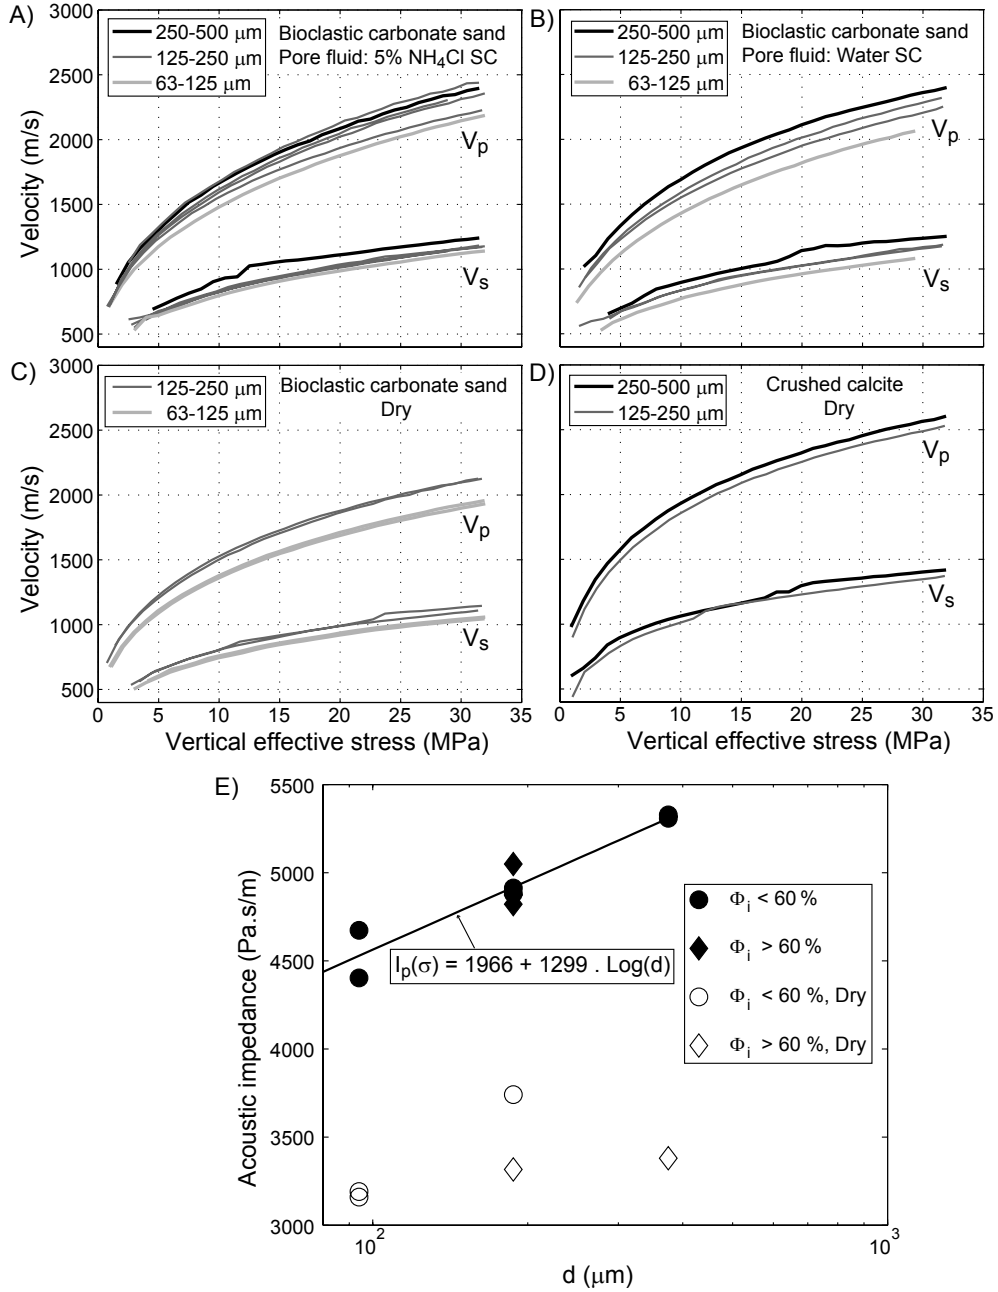 A)
3000
2500
2000
1500
1000
500
Velocity (m/s)
250-500 μm
125-250 μm
63-125 μm
Bioclastic carbonate sand
Pore fluid: 5% NH₄Cl SC
Vₚ
Vₛ
B)
250-500 μm
125-250 μm
63-125 μm
Bioclastic carbonate sand
Pore fluid: Water SC
Vₚ
Vₛ
C)
3000
2500
2000
1500
1000
500
Velocity (m/s)
125-250 μm
63-125 μm
Bioclastic carbonate sand
Dry
Vₚ
Vₛ
0 5 10 15 20 25 30 35
Vertical effective stress (MPa)
D)
250-500 μm
125-250 μm
Crushed calcite
Dry
Vₚ
Vₛ
0 5 10 15 20 25 30 35
Vertical effective stress (MPa)
E)
5500
5000
4500
4000
3500
3000
Acoustic impedance (Pa.s/m)
Iₚ(σ) = 1966 + 1299 . Log(d)
Φᵢ < 60 %
Φᵢ > 60 %
Φᵢ < 60 %, Dry
Φᵢ > 60 %, Dry
10² 10³
d (μm)